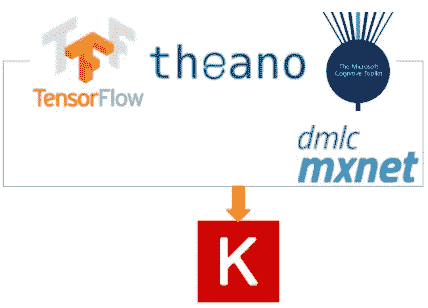 TensorFlow
theano
The Microsoft
Cognitive Toolkit
dmlc
mxnet
K